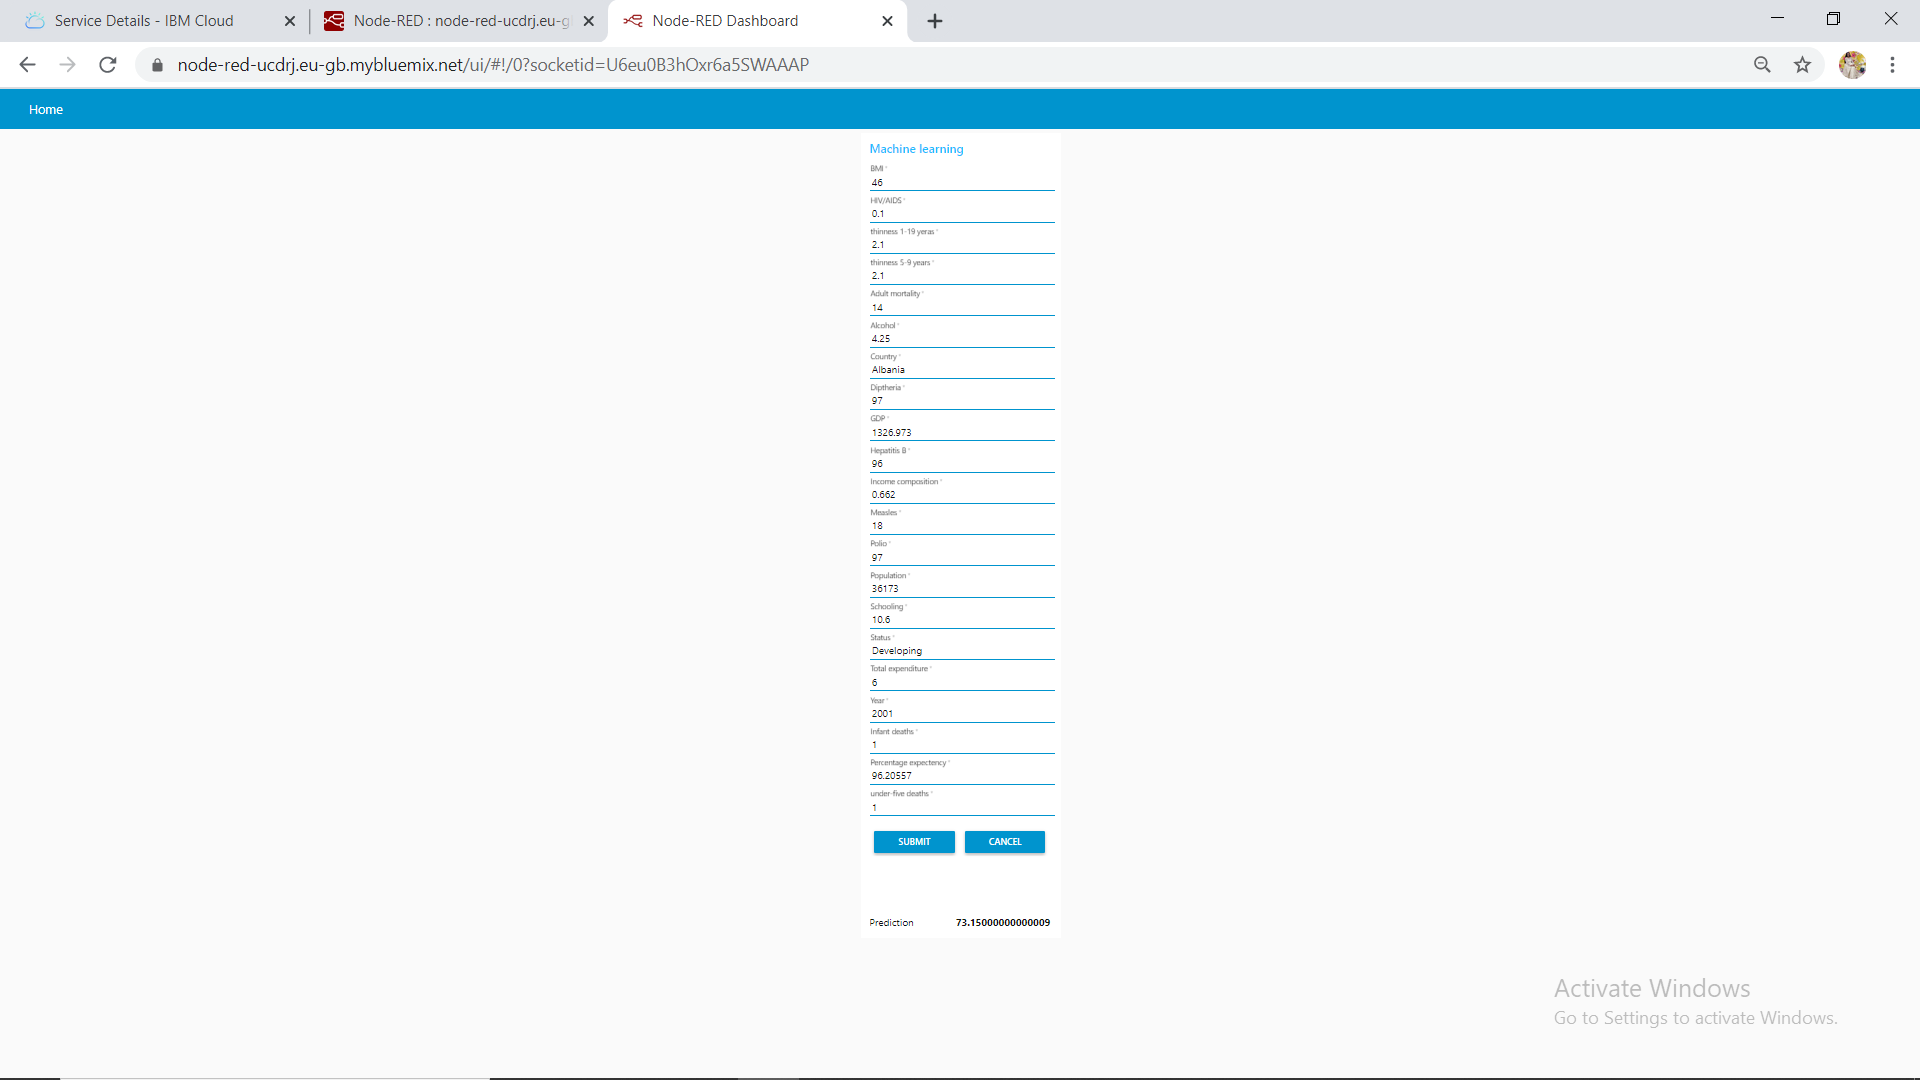 Service Details - IBM Cloud
Node-RED : node-red-ucdrj.eu-g
Node-RED Dashboard
node-red-ucdrj.eu-gb.mybluemix.net/ui/#!/0?socketid=U6eu0B3hOxr6a5SWAAAP
Home
Machine learning
BMI *
46
HIV/AIDS *
0.1
thinness 1-19 yeras *
2.1
thinness 5-9 years *
2.1
Adult mortality *
14
Alcohol *
4.25
Country *
Albania
Diptheria *
97
GDP *
1326.973
Hepatitis B *
96
Income composition *
0.662
Measles *
18
Polio *
97
Population *
36173
Schooling *
10.6
Status *
Developing
Total expenditure *
6
Year *
2001
Infant deaths *
1
Percentage expectency *
96.20557
under-five deaths *
1
SUBMIT CANCEL
Prediction 73.15000000000009
Activate Windows
Go to Settings to activate Windows.